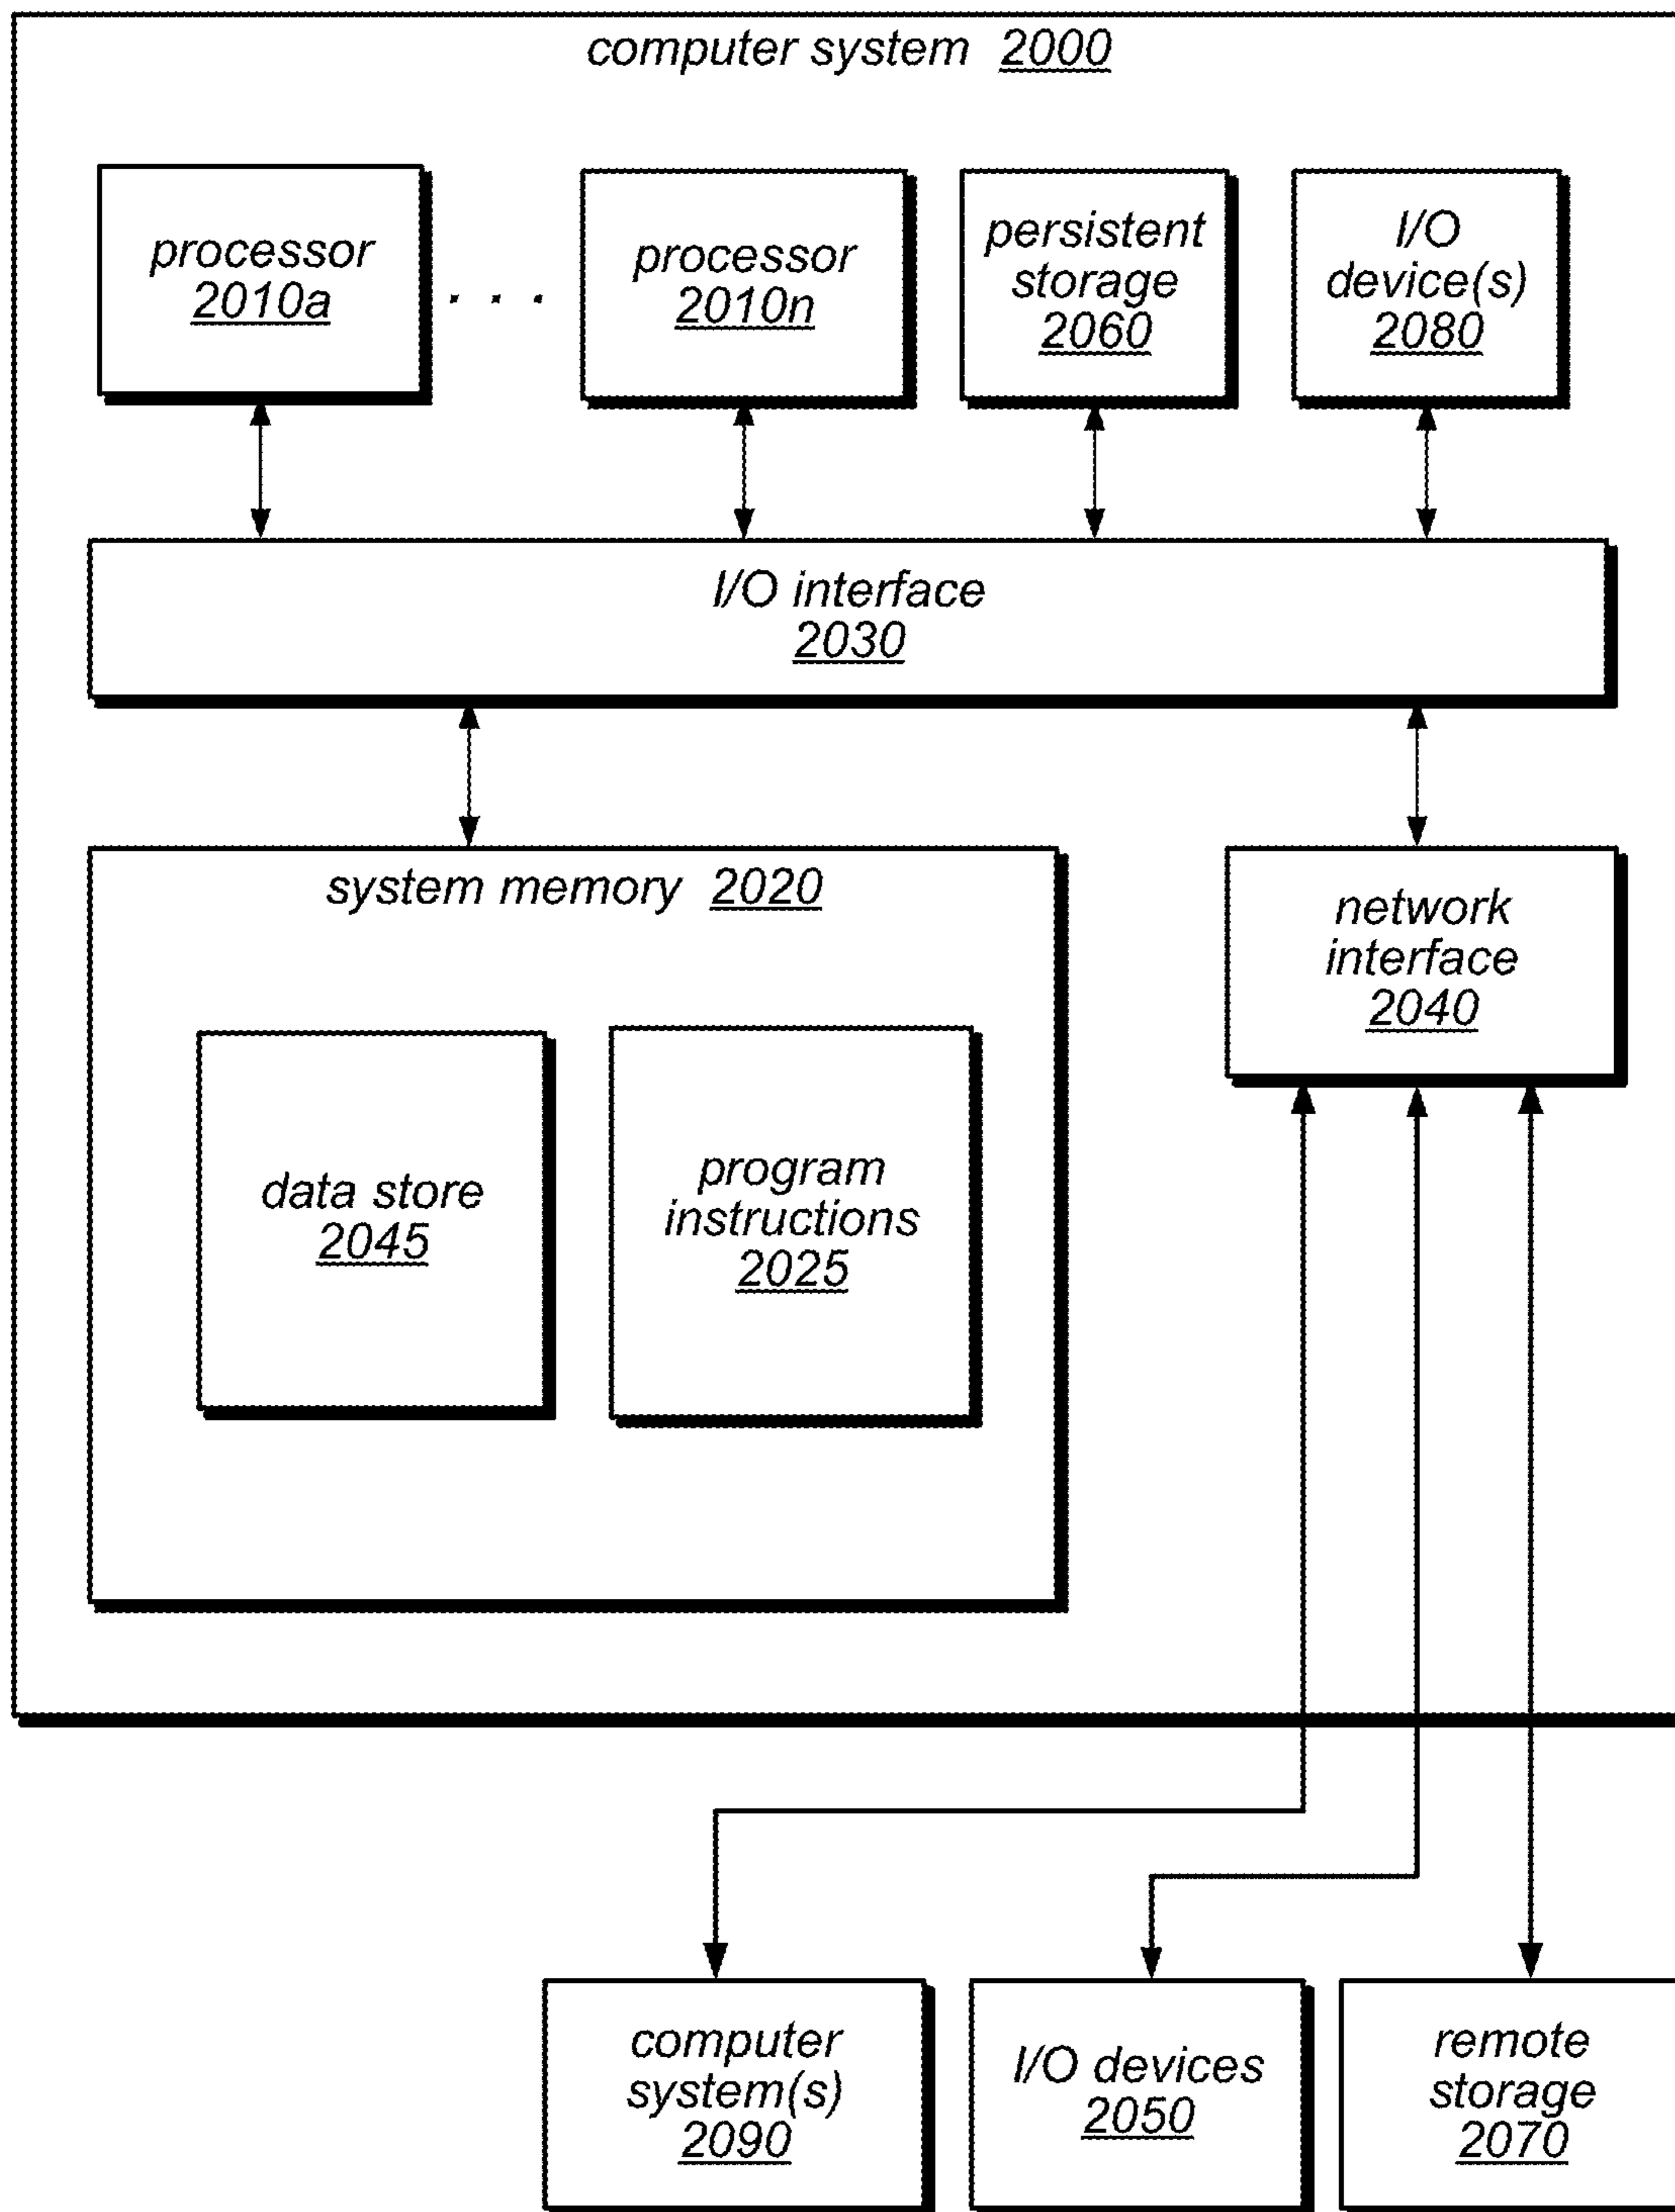 computer system 2000
processor
2010a
. . .
processor
2010n
persistent
storage
2060
I/O
device(s)
2080
I/O interface
2030
system memory 2020
network
interface
2040
data store
2045
program
instructions
2025
computer
system(s)
2090
I/O devices
2050
remote
storage
2070